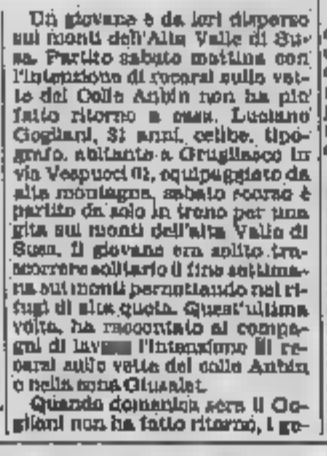 Un giovane è da ieri disperso
sui monti dell'Alta Valle di Su-
sa. Partito sabato mattina con
l'intenzione di recarsi sulle vet-
te del Colle Ambin non ha più
fatto ritorno a casa. Luciano
Gogliani, 31 anni, celibe, tipo-
grafo, abitante a Grugliasco in
via Vespucci, equipaggiato da
alta montagna, sabato scorso è
partito da solo in treno per una
gita sui monti dell'alta Valle di
Susa. Il giovane era solito tra-
scorrere solitario il fine settima-
na sui monti pernottando nei ri-
fugi di alta quota. Quest'ultima
volta, ha raccontato ai compa-
gni di lavoro l'intenzione di re-
carsi sulle vette del colle Ambin
o nella zona Giusalet.
Quando domenica sera il Go-
gliani non ha fatto ritorno, i ge-